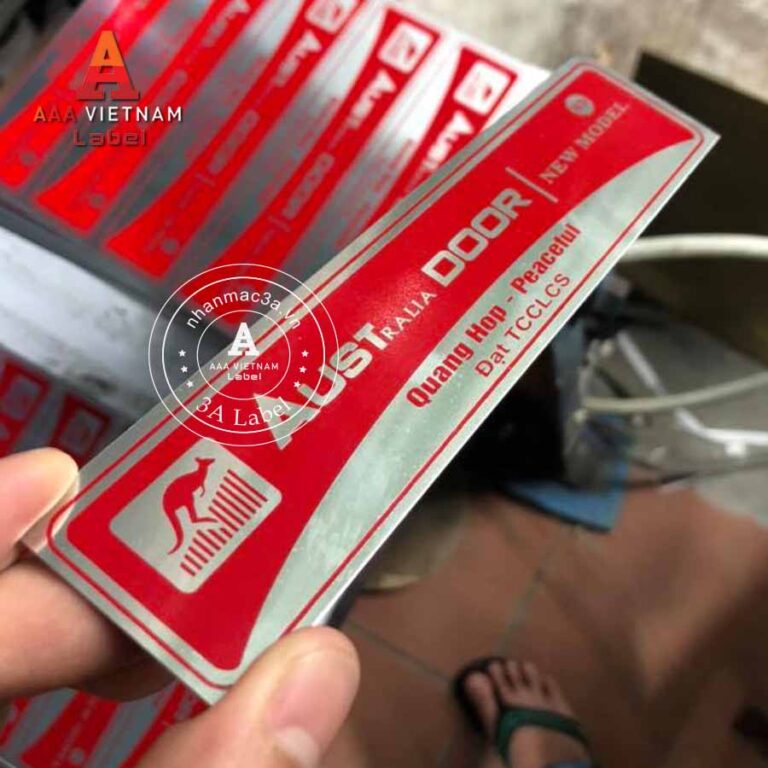 A
AAA VIETNAM
Label
AUSTRALIA DOOR
NEW MODEL
Quang Hop - Peaceful
Đạt TCCLCS
nhanmac3a.vn
A
AAA VIETNAM
Label
3A Label